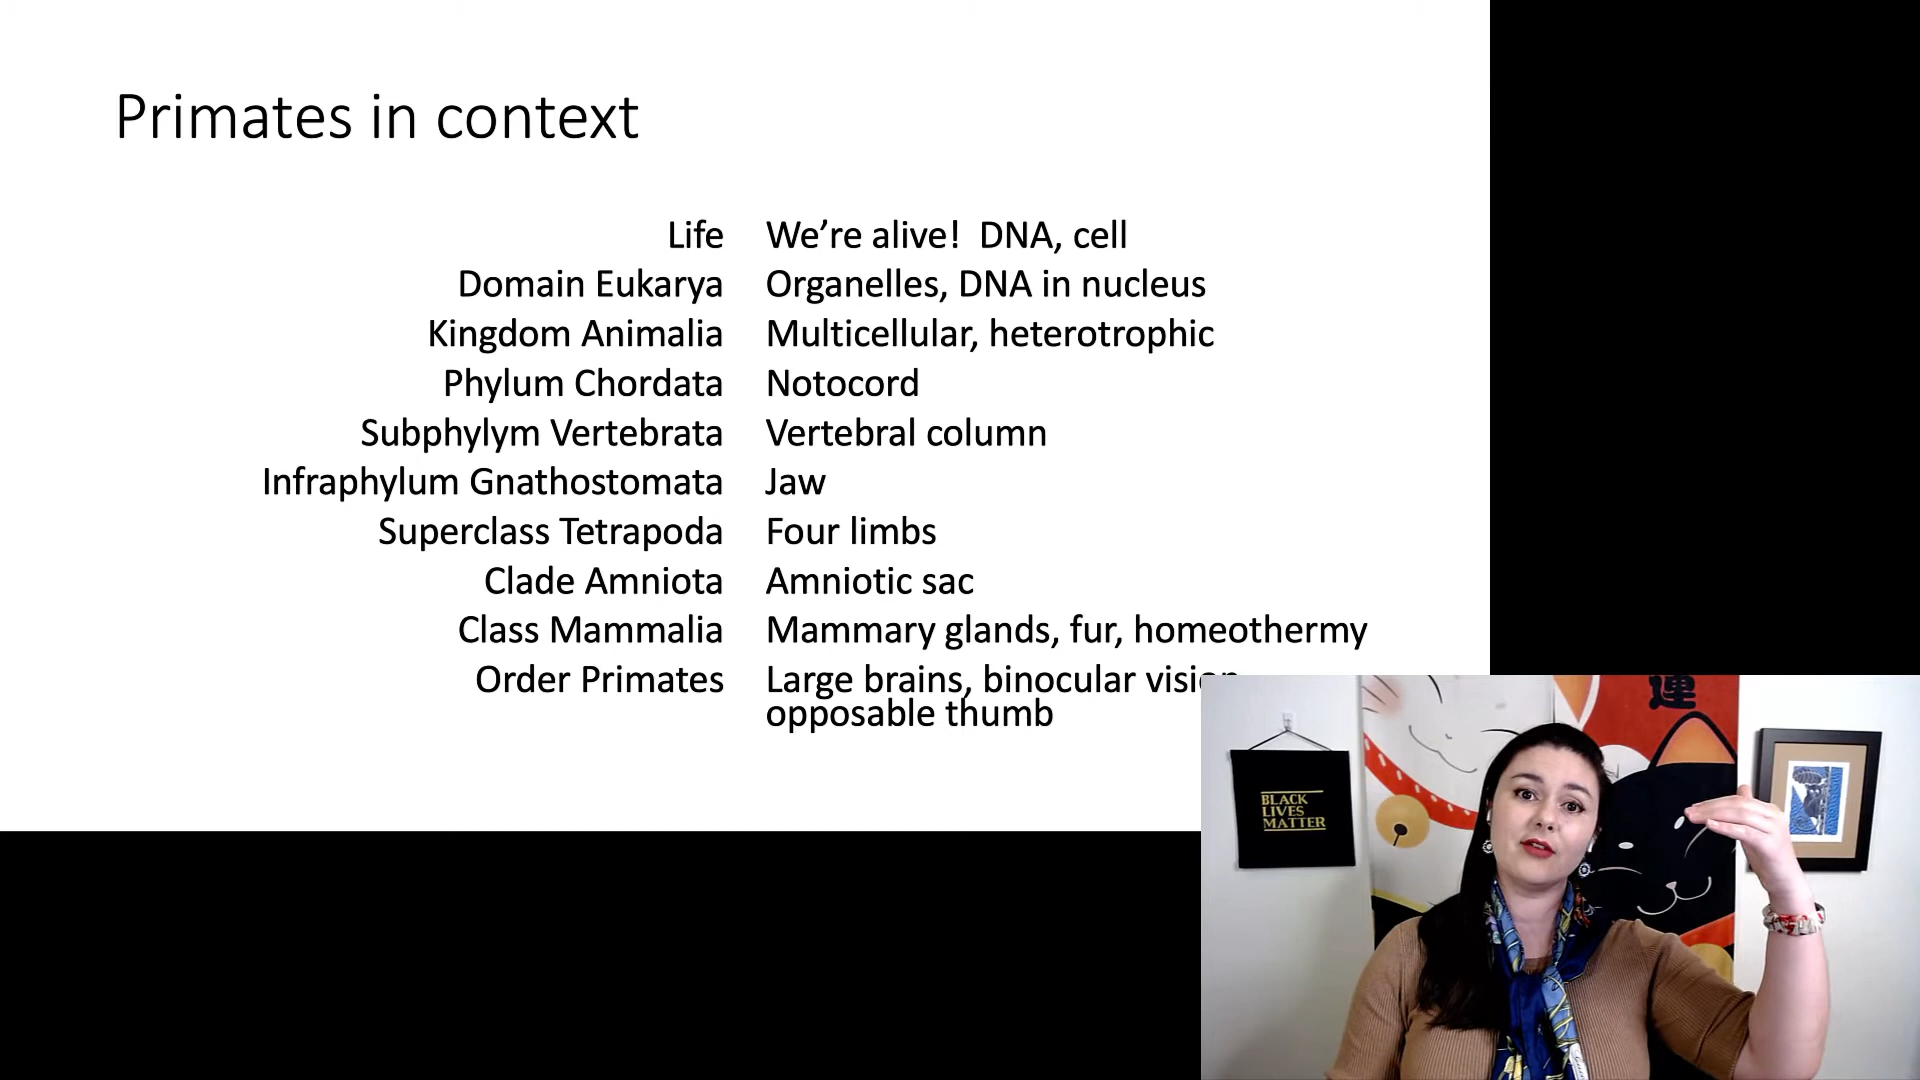 Primates in context
Life We’re alive! DNA, cell
Domain Eukarya Organelles, DNA in nucleus
Kingdom Animalia Multicellular, heterotrophic
Phylum Chordata Notocord
Subphylym Vertebrata Vertebral column
Infraphylum Gnathostomata Jaw
Superclass Tetrapoda Four limbs
Clade Amniota Amniotic sac
Class Mammalia Mammary glands, fur, homeothermy
Order Primates Large brains, binocular vision
opposable thumb
運
BLACK
LIVES
MATTER